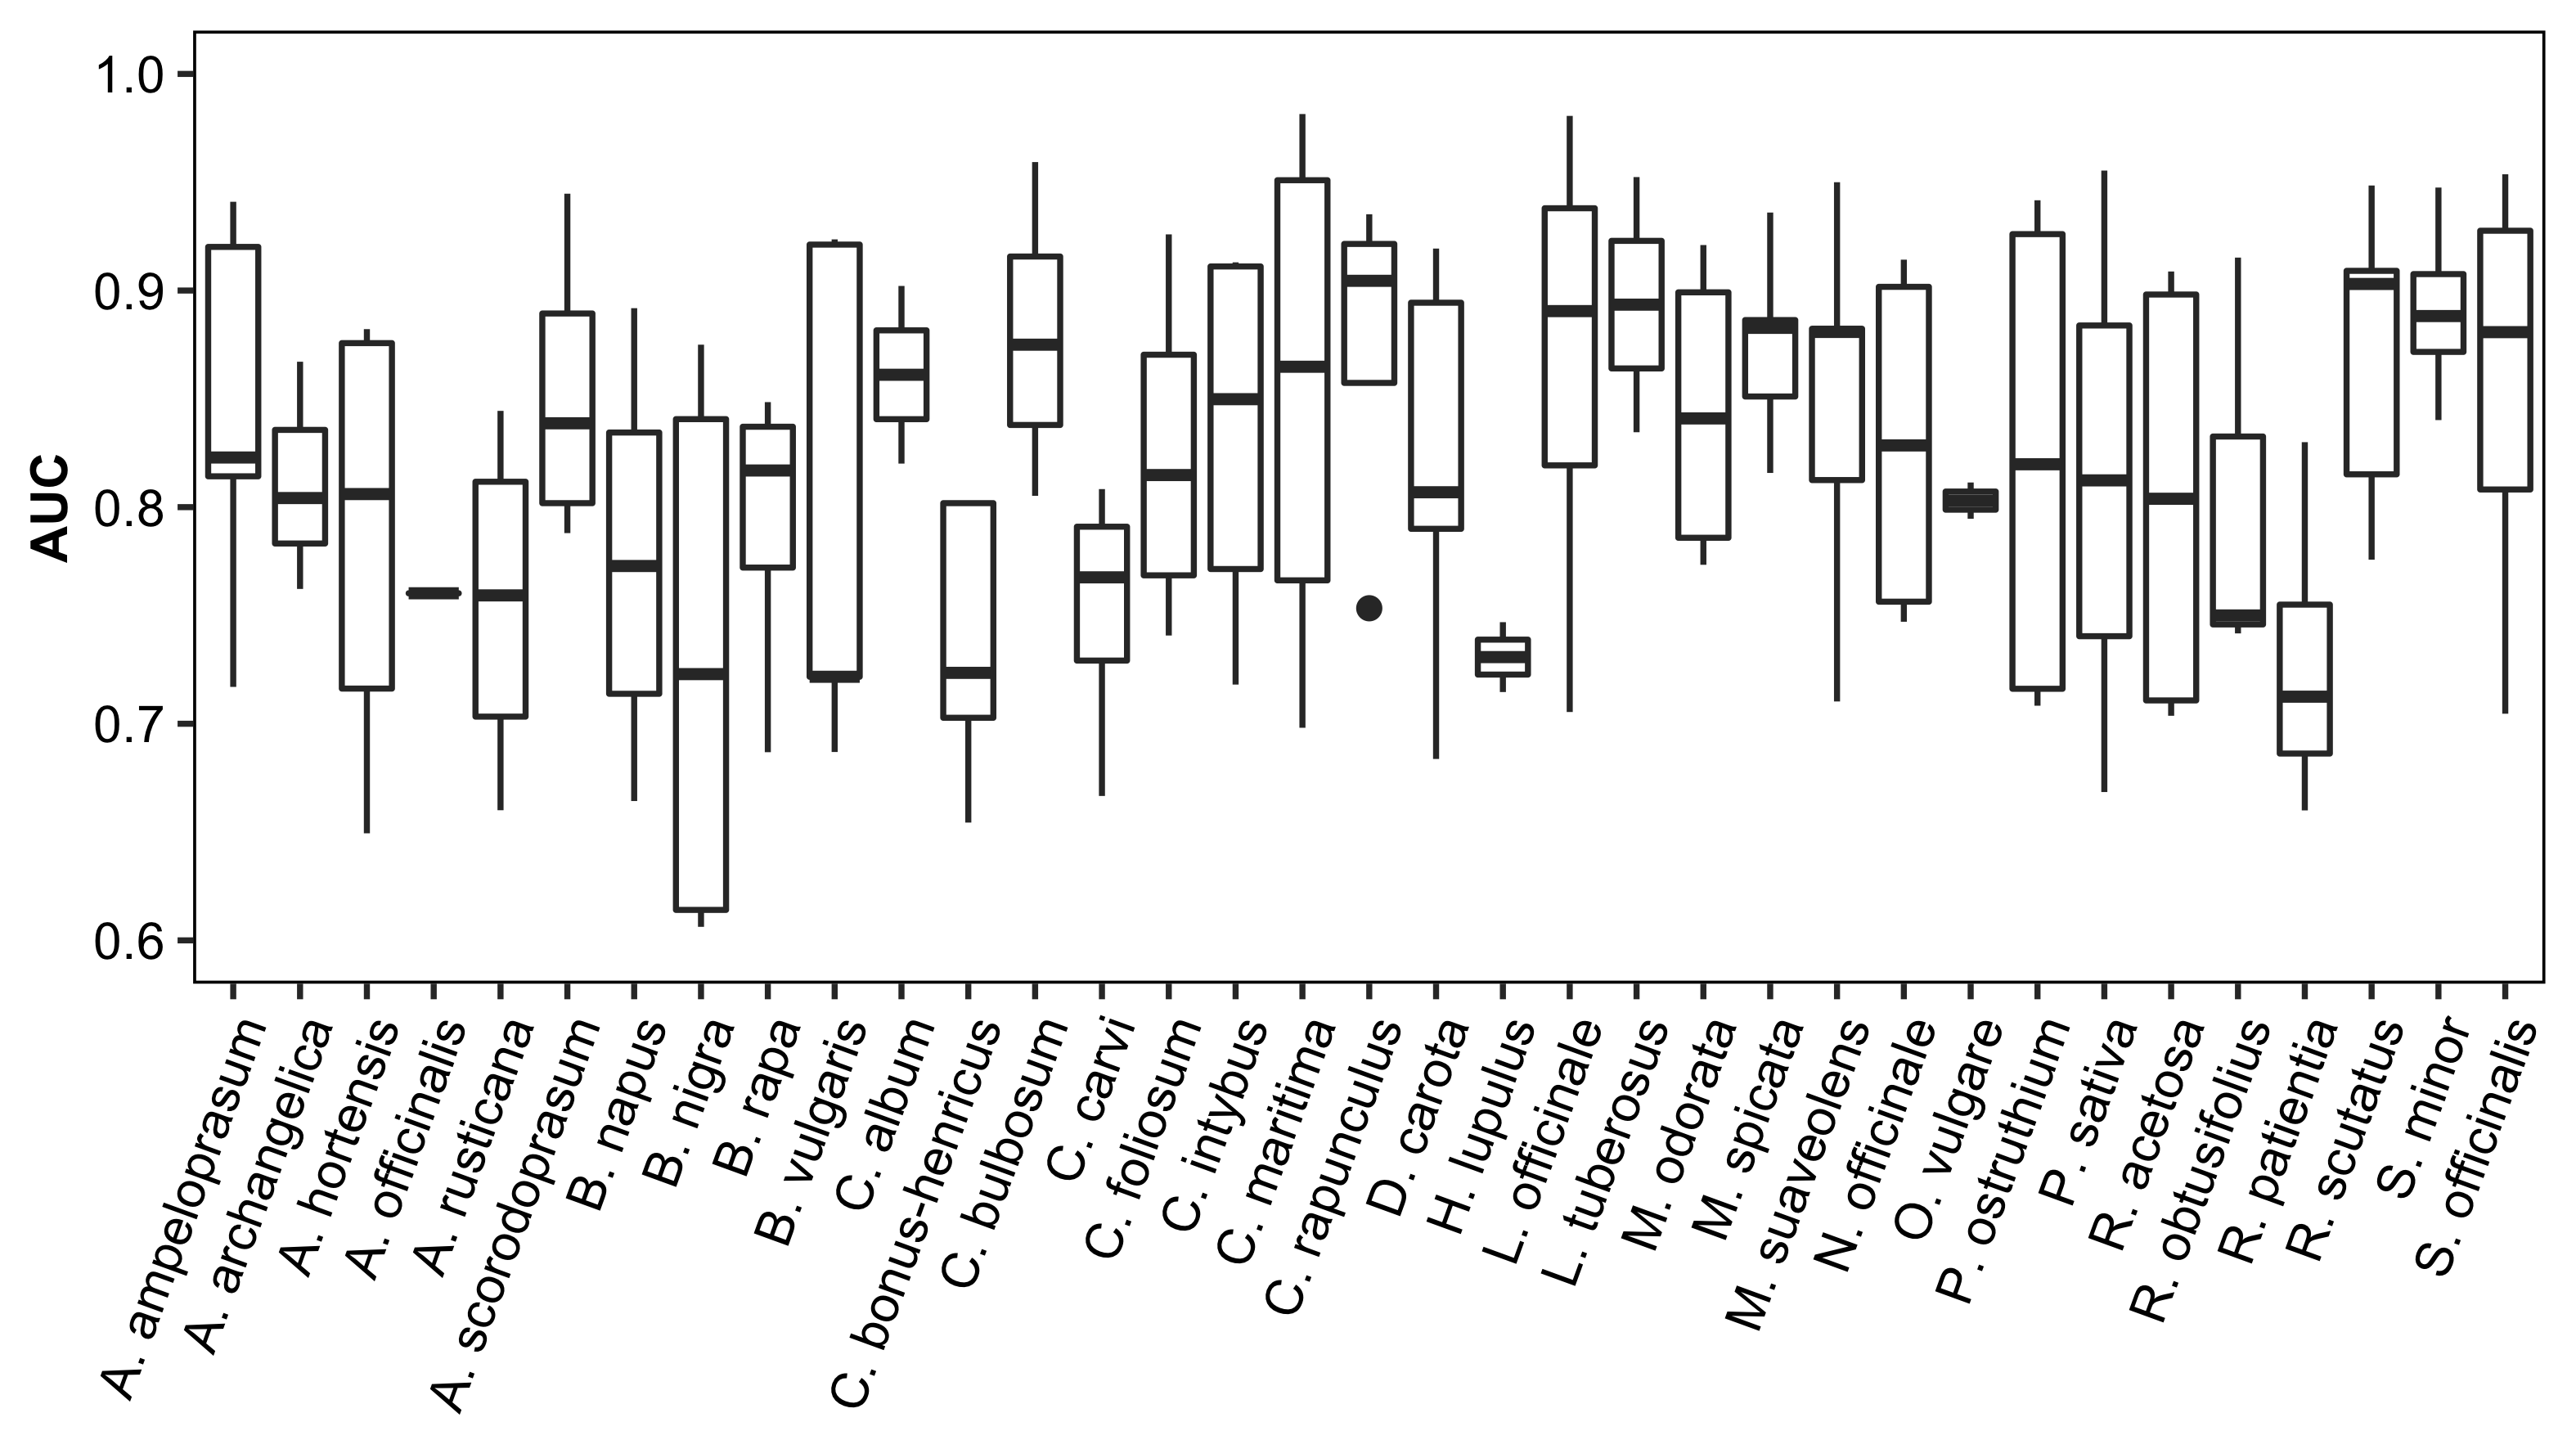 AUC
1.0
0.9
0.8
0.7
0.6
A. ampeloprasum
A. archangelica
A. hortensis
A. officinalis
A. rusticana
A. scorodoprasum
B. napus
B. nigra
B. rapa
B. vulgaris
C. album
C. bonus-henricus
C. bulbosum
C. carvi
C. foliosum
C. intybus
C. maritima
C. rapunculus
D. carota
H. lupulus
L. officinale
L. tuberosus
M. odorata
M. spicata
M. suaveolens
N. officinale
O. vulgare
P. ostruthium
P. sativa
R. acetosa
R. obtusifolius
R. patientia
R. scutatus
S. minor
S. officinalis